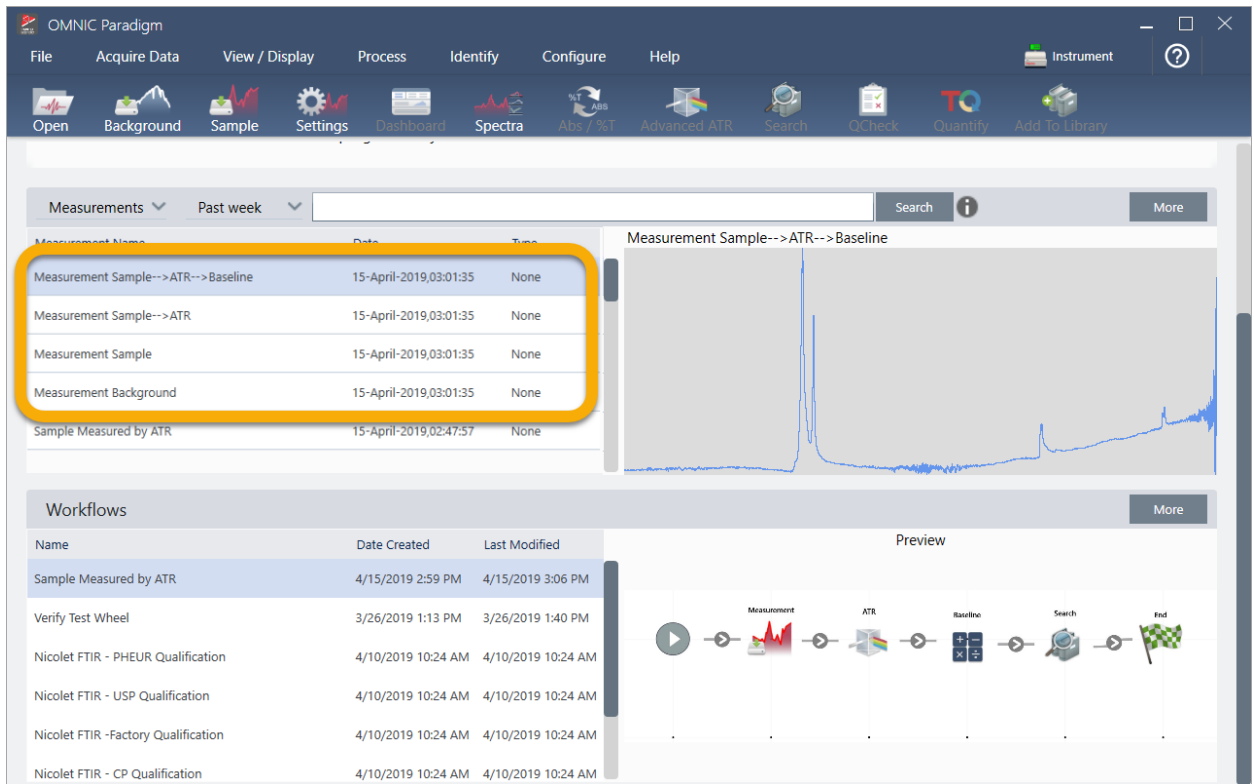 OMNIC Paradigm
File Acquire Data View / Display Process Identify Configure Help Instrument
%T ABS
Open Background Sample Settings Dashboard Spectra Abs / %T Advanced ATR Search QCheck TQ Quantify Add To Library
Measurements Past week Search More
Measurement Name Date Type Measurement Sample-->ATR-->Baseline
Measurement Sample-->ATR-->Baseline 15-April-2019,03:01:35 None
Measurement Sample-->ATR 15-April-2019,03:01:35 None
Measurement Sample 15-April-2019,03:01:35 None
Measurement Background 15-April-2019,03:01:35 None
Sample Measured by ATR 15-April-2019,02:47:57 None
Workflows More
Name Date Created Last Modified Preview
Sample Measured by ATR 4/15/2019 2:59 PM 4/15/2019 3:06 PM
Measurement ATR Baseline Search End
Verify Test Wheel 3/26/2019 1:13 PM 3/26/2019 1:40 PM
Nicolet FTIR - PHEUR Qualification 4/10/2019 10:24 AM 4/10/2019 10:24 AM
Nicolet FTIR - USP Qualification 4/10/2019 10:24 AM 4/10/2019 10:24 AM
Nicolet FTIR -Factory Qualification 4/10/2019 10:24 AM 4/10/2019 10:24 AM
Nicolet FTIR - CP Qualification 4/10/2019 10:24 AM 4/10/2019 10:24 AM